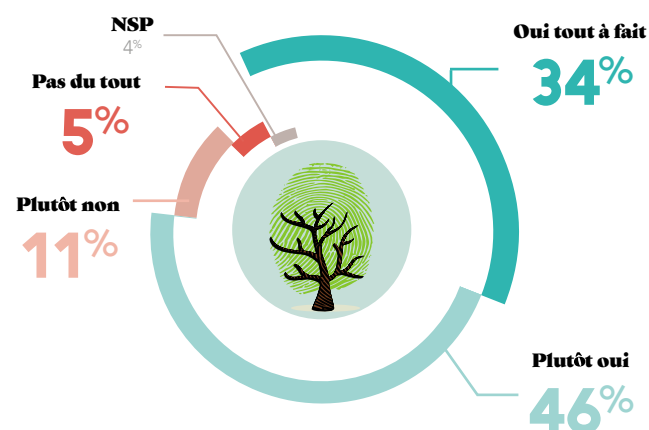 NSP
4%
Oui tout à fait
34%
Pas du tout
5%
Plutôt non
11%
Plutôt oui
46%